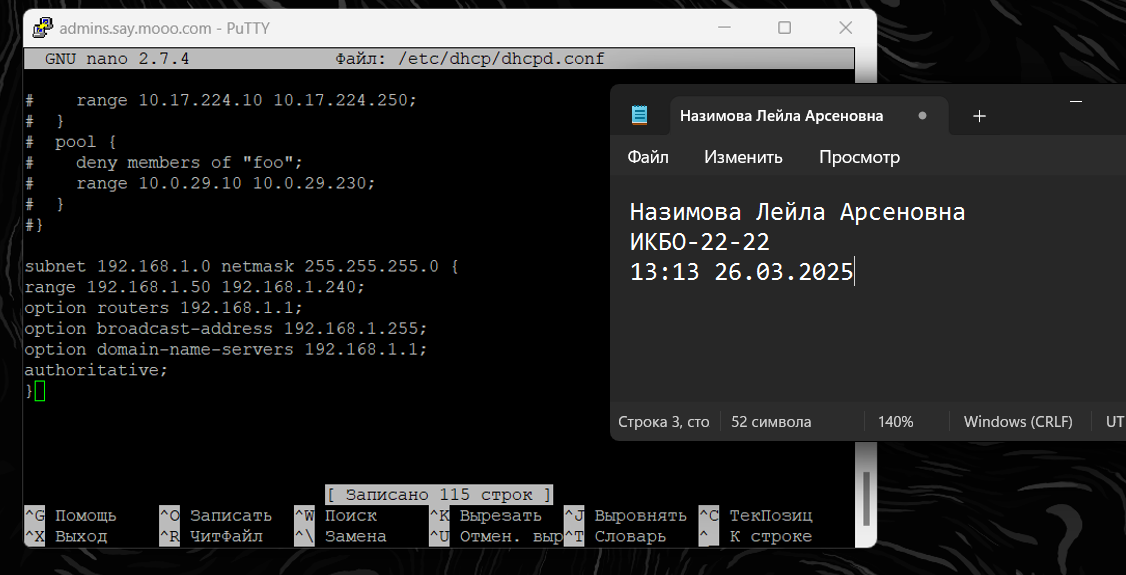 admins.say.mooo.com - PuTTY
GNU nano 2.7.4 Файл: /etc/dhcp/dhcpd.conf
#    range 10.17.224.10 10.17.224.250;
#  }
#  pool {
#    deny members of "foo";
#    range 10.0.29.10 10.0.29.230;
#  }
#}
subnet 192.168.1.0 netmask 255.255.255.0 {
range 192.168.1.50 192.168.1.240;
option routers 192.168.1.1;
option broadcast-address 192.168.1.255;
option domain-name-servers 192.168.1.1;
authoritative;
}
[ Записано 115 строк ]
^G Помощь ^O Записать ^W Поиск ^K Вырезать ^J Выровнять ^C ТекПозиц
^X Выход ^R ЧитФайл ^\ Замена ^U Отмен. выр ^T Словарь ^_ К строке
Назимова Лейла Арсеновна
Файл Изменить Просмотр
Назимова Лейла Арсеновна
ИКБО-22-22
13:13 26.03.2025
Строка 3, сто 52 символа 140% Windows (CRLF) UT